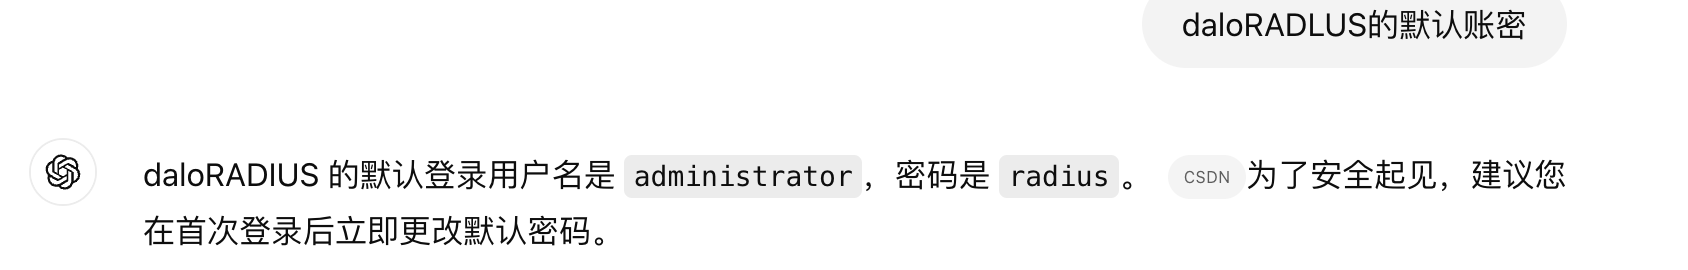 daloRADLUS的默认账密
daloRADIUS 的默认登录用户名是 administrator，密码是 radius。 CSDN 为了安全起见，建议您
在首次登录后立即更改默认密码。